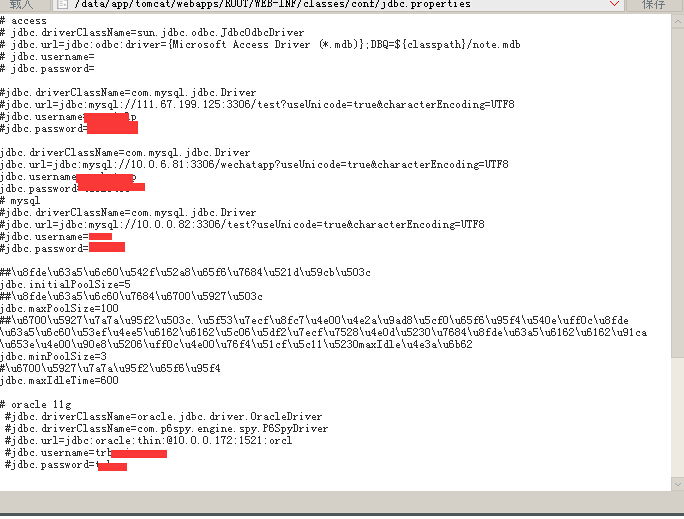 载入 /data/app/tomcat/webapps/ROOT/WEB-INF/classes/conf/jdbc.properties 保存
# access
# jdbc.driverClassName=sun.jdbc.odbc.JdbcOdbcDriver
# jdbc.url=jdbc:odbc:driver={Microsoft Access Driver (*.mdb)};DBQ=${classpath}/note.mdb
# jdbc.username=
# jdbc.password=
#jdbc.driverClassName=com.mysql.jdbc.Driver
#jdbc.url=jdbc:mysql://111.67.199.125:3306/test?useUnicode=true&characterEncoding=UTF8
#jdbc.username=
#jdbc.password=
jdbc.driverClassName=com.mysql.jdbc.Driver
jdbc.url=jdbc:mysql://10.0.6.81:3306/wechatapp?useUnicode=true&characterEncoding=UTF8
jdbc.username
jdbc.password
# mysql
#jdbc.driverClassName=com.mysql.jdbc.Driver
#jdbc.url=jdbc:mysql://10.0.0.82:3306/test?useUnicode=true&characterEncoding=UTF8
#jdbc.username=
#jdbc.password=
##\u8fde\u63a5\u6c60\u542f\u52a8\u65f6\u7684\u521d\u59cb\u503c
jdbc.initialPoolSize=5
##\u8fde\u63a5\u6c60\u7684\u6700\u5927\u503c
jdbc.maxPoolSize=100
##\u6700\u5927\u7a7a\u95f2\u503c.\u5f53\u7ecf\u8fc7\u4e00\u4e2a\u9ad8\u5cf0\u65f6\u95f4\u540e\uff0c\u8fde
\u63a5\u6c60\u53ef\u4ee5\u6162\u6162\u5c06\u5df2\u7ecf\u7528\u4e0d\u5230\u7684\u8fde\u63a5\u6162\u6162\u91ca
\u653e\u4e00\u90e8\u5206\uff0c\u4e00\u76f4\u51cf\u5c11\u5230maxIdle\u4e3a\u6b62
jdbc.minPoolSize=3
#\u6700\u5927\u7a7a\u95f2\u65f6\u95f4
jdbc.maxIdleTime=600
# oracle 11g
#jdbc.driverClassName=oracle.jdbc.driver.OracleDriver
#jdbc.driverClassName=com.p6spy.engine.spy.P6SpyDriver
#jdbc.url=jdbc:oracle:thin:@10.0.0.172:1521:orcl
#jdbc.username=
#jdbc.password=